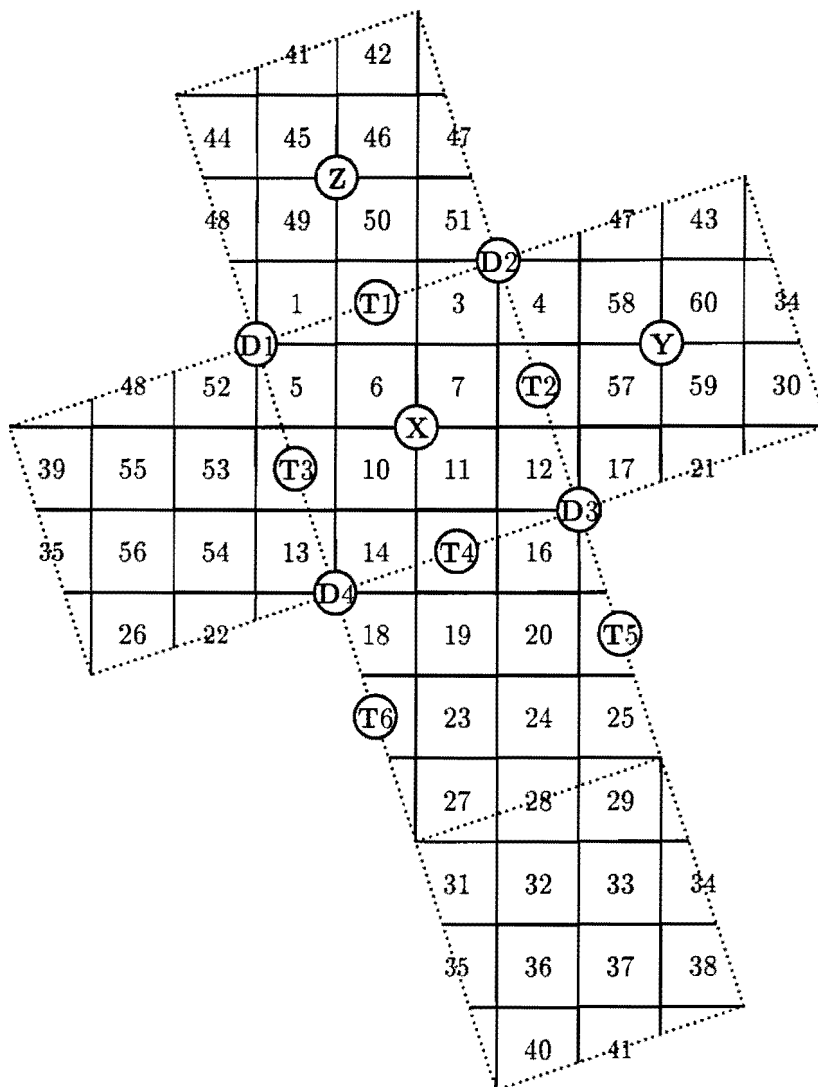 41 42
44 45 46 47
Z
48 49 50 51 47 43
D2
1 T1 3 4 58 60 34
D1 Y
48 52 5 6 7 T2 57 59 30
X
39 55 53 T3 10 11 12 17 21
D3
35 56 54 13 14 T4 16
D4
26 22 18 19 20 T5
T6 23 24 25
27 28 29
31 32 33 34
35 36 37 38
40 41